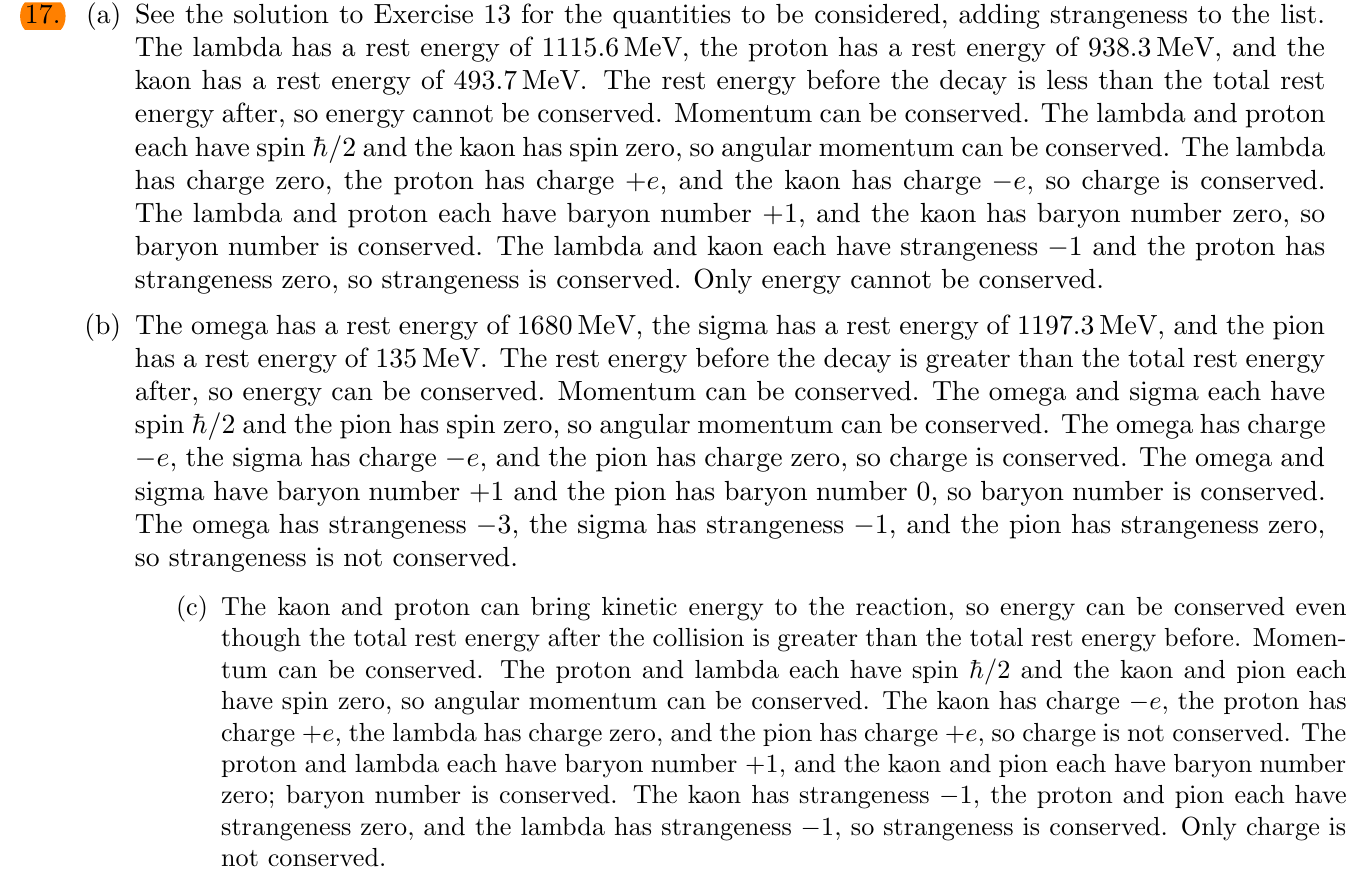 17. (a) See the solution to Exercise 13 for the quantities to be considered, adding strangeness to the list.
The lambda has a rest energy of 1115.6 MeV, the proton has a rest energy of 938.3 MeV, and the
kaon has a rest energy of 493.7 MeV. The rest energy before the decay is less than the total rest
energy after, so energy cannot be conserved. Momentum can be conserved. The lambda and proton
each have spin ℏ/2 and the kaon has spin zero, so angular momentum can be conserved. The lambda
has charge zero, the proton has charge +e, and the kaon has charge −e, so charge is conserved.
The lambda and proton each have baryon number +1, and the kaon has baryon number zero, so
baryon number is conserved. The lambda and kaon each have strangeness −1 and the proton has
strangeness zero, so strangeness is conserved. Only energy cannot be conserved.
(b) The omega has a rest energy of 1680 MeV, the sigma has a rest energy of 1197.3 MeV, and the pion
has a rest energy of 135 MeV. The rest energy before the decay is greater than the total rest energy
after, so energy can be conserved. Momentum can be conserved. The omega and sigma each have
spin ℏ/2 and the pion has spin zero, so angular momentum can be conserved. The omega has charge
−e, the sigma has charge −e, and the pion has charge zero, so charge is conserved. The omega and
sigma have baryon number +1 and the pion has baryon number 0, so baryon number is conserved.
The omega has strangeness −3, the sigma has strangeness −1, and the pion has strangeness zero,
so strangeness is not conserved.
(c) The kaon and proton can bring kinetic energy to the reaction, so energy can be conserved even
though the total rest energy after the collision is greater than the total rest energy before. Momen-
tum can be conserved. The proton and lambda each have spin ℏ/2 and the kaon and pion each
have spin zero, so angular momentum can be conserved. The kaon has charge −e, the proton has
charge +e, the lambda has charge zero, and the pion has charge +e, so charge is not conserved. The
proton and lambda each have baryon number +1, and the kaon and pion each have baryon number
zero; baryon number is conserved. The kaon has strangeness −1, the proton and pion each have
strangeness zero, and the lambda has strangeness −1, so strangeness is conserved. Only charge is
not conserved.